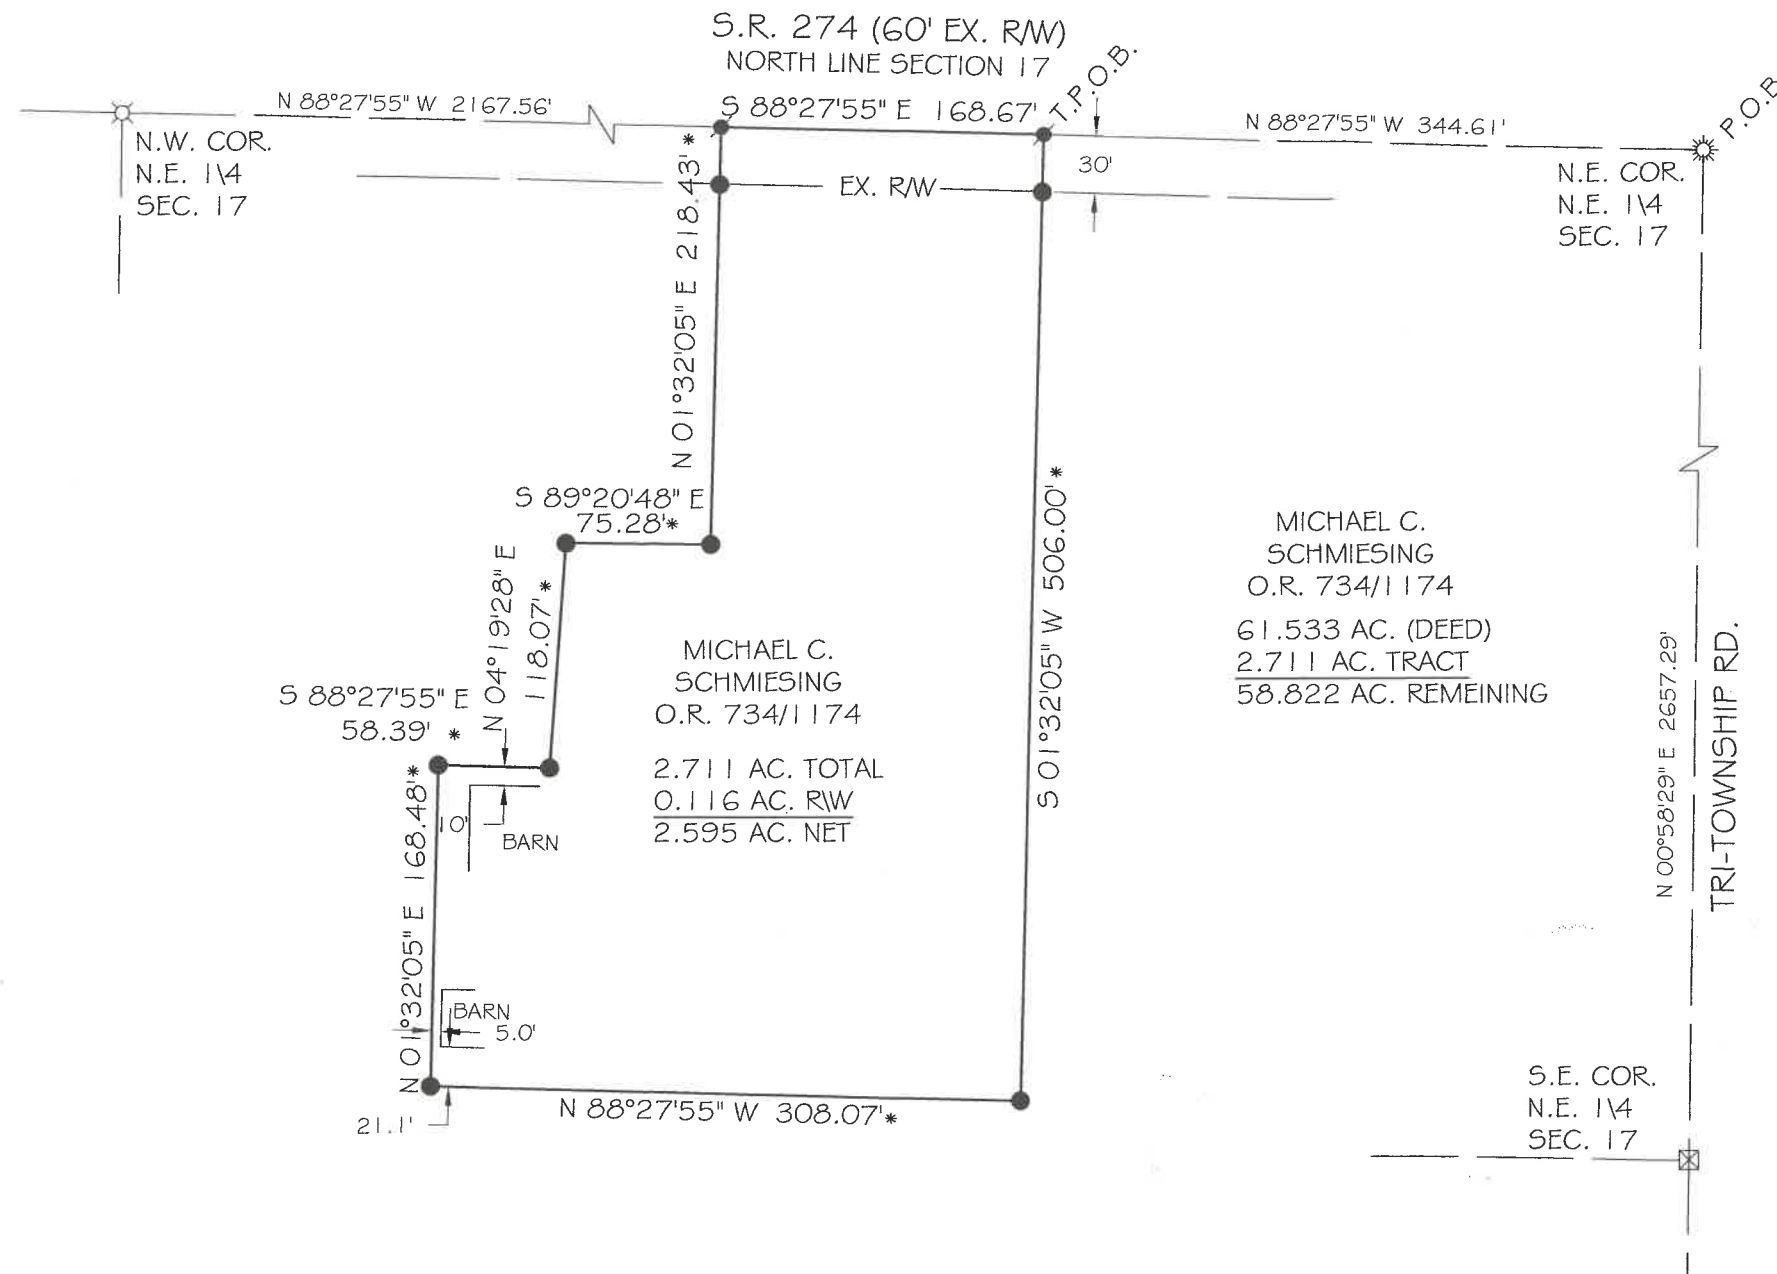 S.R. 274 (60' EX. R/W)
NORTH LINE SECTION 17
T.P.O.B.
P.O.B.
N 88°27'55" W 2167.56'
S 88°27'55" E 168.67'
N 88°27'55" W 344.61'
N.W. COR.
N.E. 1\4
SEC. 17
30'
EX. R/W
N.E. COR.
N.E. 1\4
SEC. 17
N 01°32'05" E 218.43' *
S 89°20'48" E
75.28'*
N 04°19'28" E
118.07'*
S 01°32'05" W 506.00'*
MICHAEL C.
SCHMIESING
O.R. 734/1174
61.533 AC. (DEED)
2.711 AC. TRACT
58.822 AC. REMEINING
MICHAEL C.
SCHMIESING
O.R. 734/1174
2.711 AC. TOTAL
0.116 AC. R\W
2.595 AC. NET
S 88°27'55" E
58.39' *
10'
BARN
N 01°32'05" E 168.48'*
BARN
5.0'
21.1'
N 88°27'55" W 308.07'*
N 00°58'29" E 2657.29'
TRI-TOWNSHIP RD.
S.E. COR.
N.E. 1\4
SEC. 17